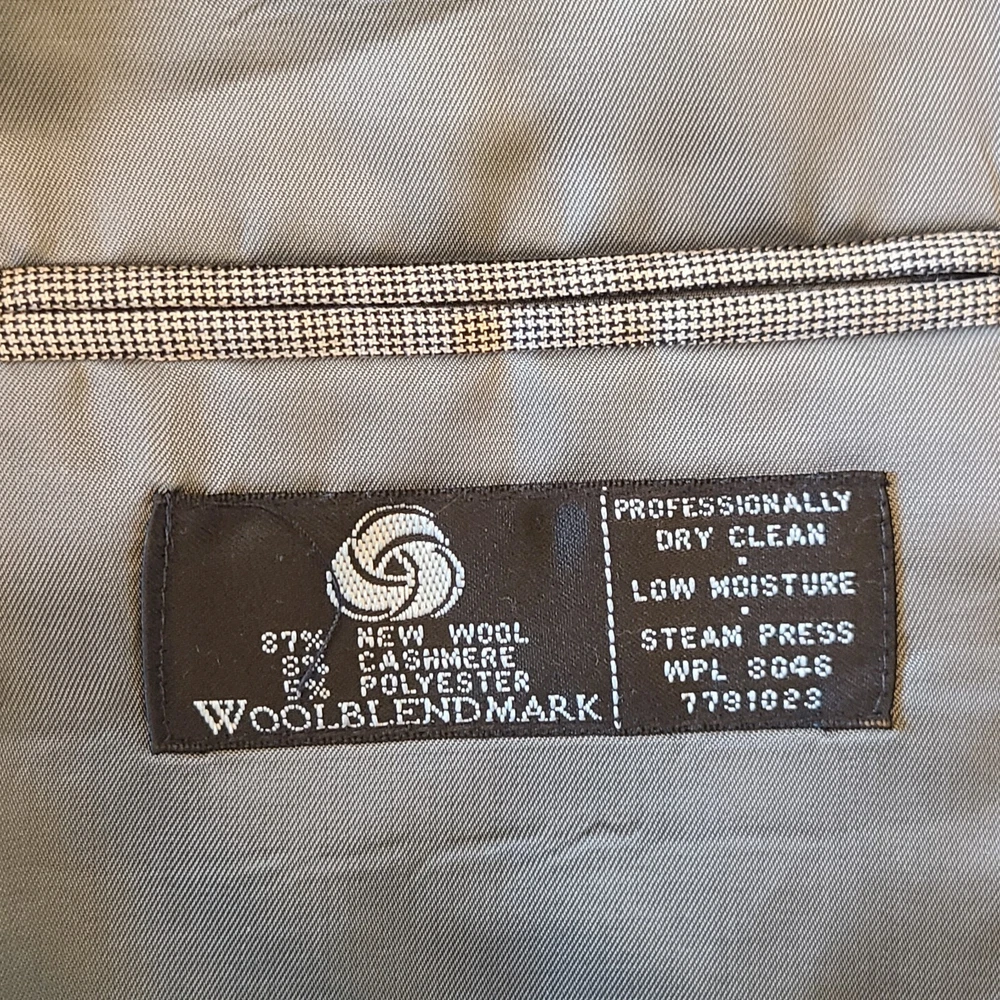 87% NEW WOOL
8% CASHMERE
5% POLYESTER
WOOLBLENDMARK
PROFESSIONALLY
DRY CLEAN
LOW MOISTURE
STEAM PRESS
WPL 8046
7791023